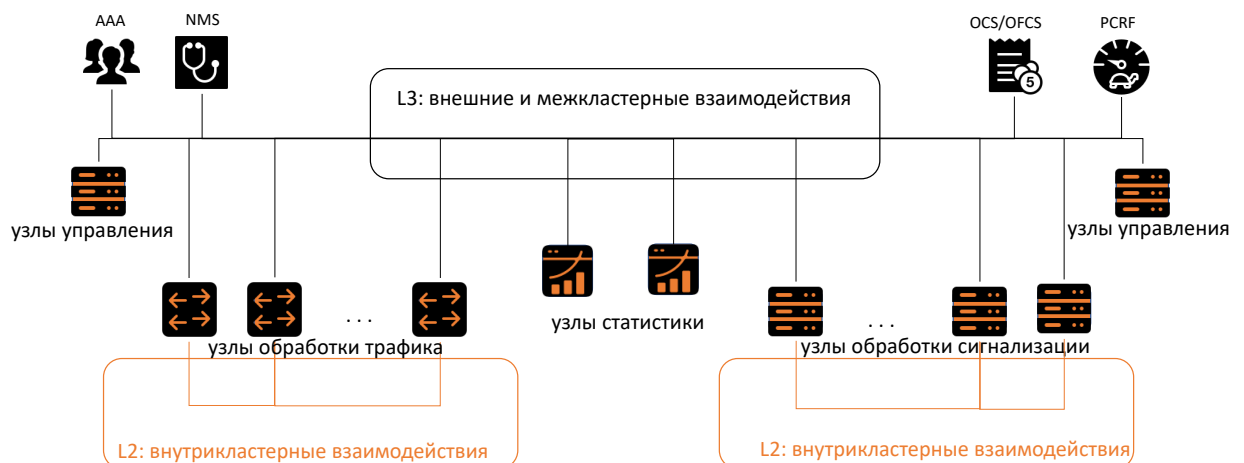 AAA
NMS
OCS/OFCS
PCRF
5
L3: внешние и межкластерные взаимодействия
узлы управления
узлы управления
. . .
узлы статистики
. . .
узлы обработки трафика
узлы обработки сигнализации
L2: внутрикластерные взаимодействия
L2: внутрикластерные взаимодействия